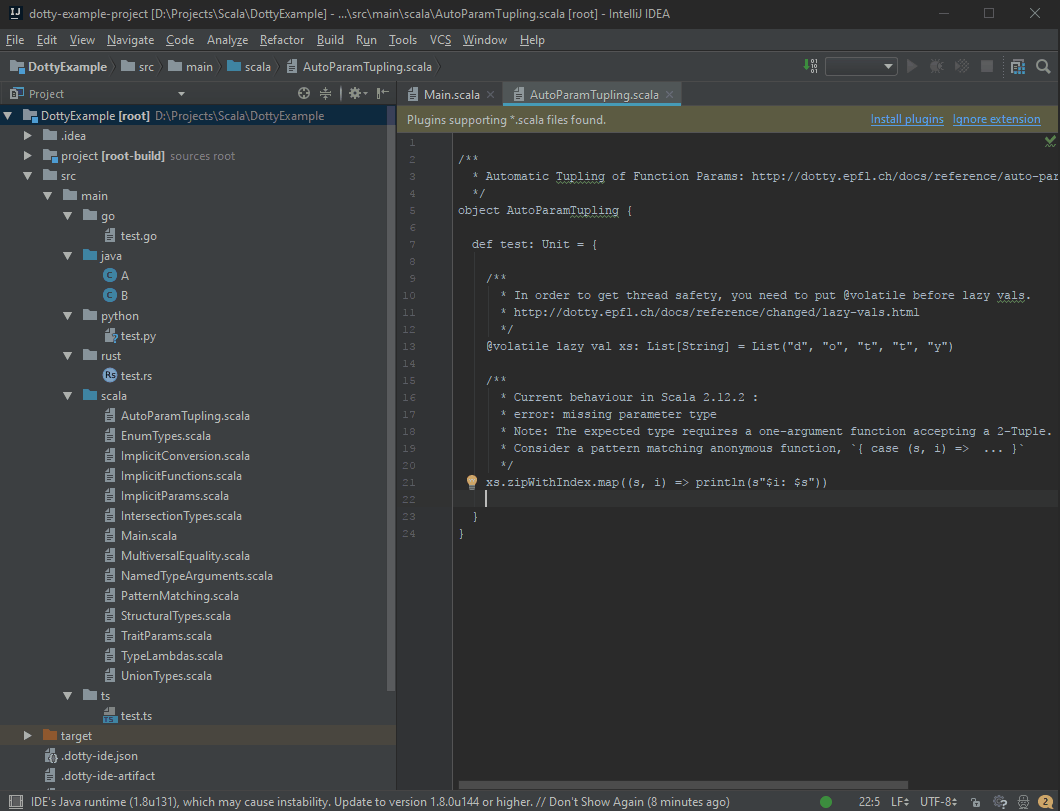 dotty-example-project [D:\Projects\Scala\DottyExample] - ...\src\main\scala\AutoParamTupling.scala [root] - IntelliJ IDEA
File Edit View Navigate Code Analyze Refactor Build Run Tools VCS Window Help
DottyExample src main scala AutoParamTupling.scala
Project
Main.scala AutoParamTupling.scala
DottyExample [root] D:\Projects\Scala\DottyExample
.idea
project [root-build] sources root
src
main
go
test.go
java
A
B
python
test.py
rust
test.rs
scala
AutoParamTupling.scala
EnumTypes.scala
ImplicitConversion.scala
ImplicitFunctions.scala
ImplicitParams.scala
IntersectionTypes.scala
Main.scala
MultiversalEquality.scala
NamedTypeArguments.scala
PatternMatching.scala
StructuralTypes.scala
TraitParams.scala
TypeLambdas.scala
UnionTypes.scala
ts
test.ts
target
.dotty-ide.json
.dotty-ide-artifact
Plugins supporting *.scala files found. Install plugins Ignore extension
1
2 /**
3 * Automatic Tupling of Function Params: http://dotty.epfl.ch/docs/reference/auto-par
4 */
5 object AutoParamTupling {
6
7 def test: Unit = {
8
9 /**
10 * In order to get thread safety, you need to put @volatile before lazy vals.
11 * http://dotty.epfl.ch/docs/reference/changed/lazy-vals.html
12 */
13 @volatile lazy val xs: List[String] = List("d", "o", "t", "t", "y")
14
15 /**
16 * Current behaviour in Scala 2.12.2 :
17 * error: missing parameter type
18 * Note: The expected type requires a one-argument function accepting a 2-Tuple.
19 * Consider a pattern matching anonymous function, `{ case (s, i) =>  ... }`
20 */
21 xs.zipWithIndex.map((s, i) => println(s"$i: $s"))
22
23 }
24 }
IDE's Java runtime (1.8u131), which may cause instability. Update to version 1.8.0u144 or higher. // Don't Show Again (8 minutes ago) 22:5 LF UTF-8 2